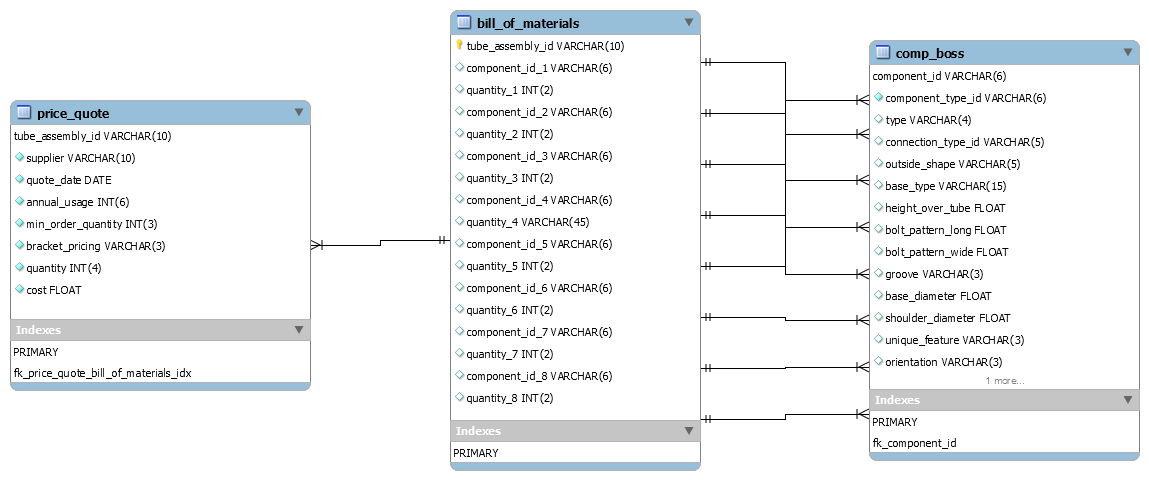 price_quote
tube_assembly_id VARCHAR(10)
supplier VARCHAR(10)
quote_date DATE
annual_usage INT(6)
min_order_quantity INT(3)
bracket_pricing VARCHAR(3)
quantity INT(4)
cost FLOAT
Indexes
PRIMARY
fk_price_quote_bill_of_materials_idx
bill_of_materials
tube_assembly_id VARCHAR(10)
component_id_1 VARCHAR(6)
quantity_1 INT(2)
component_id_2 VARCHAR(6)
quantity_2 INT(2)
component_id_3 VARCHAR(6)
quantity_3 INT(2)
component_id_4 VARCHAR(6)
quantity_4 VARCHAR(45)
component_id_5 VARCHAR(6)
quantity_5 INT(2)
component_id_6 VARCHAR(6)
quantity_6 INT(2)
component_id_7 VARCHAR(6)
quantity_7 INT(2)
component_id_8 VARCHAR(6)
quantity_8 INT(2)
Indexes
PRIMARY
comp_boss
component_id VARCHAR(6)
component_type_id VARCHAR(6)
type VARCHAR(4)
connection_type_id VARCHAR(5)
outside_shape VARCHAR(5)
base_type VARCHAR(15)
height_over_tube FLOAT
bolt_pattern_long FLOAT
bolt_pattern_wide FLOAT
groove VARCHAR(3)
base_diameter FLOAT
shoulder_diameter FLOAT
unique_feature VARCHAR(3)
orientation VARCHAR(3)
1 more...
Indexes
PRIMARY
fk_component_id